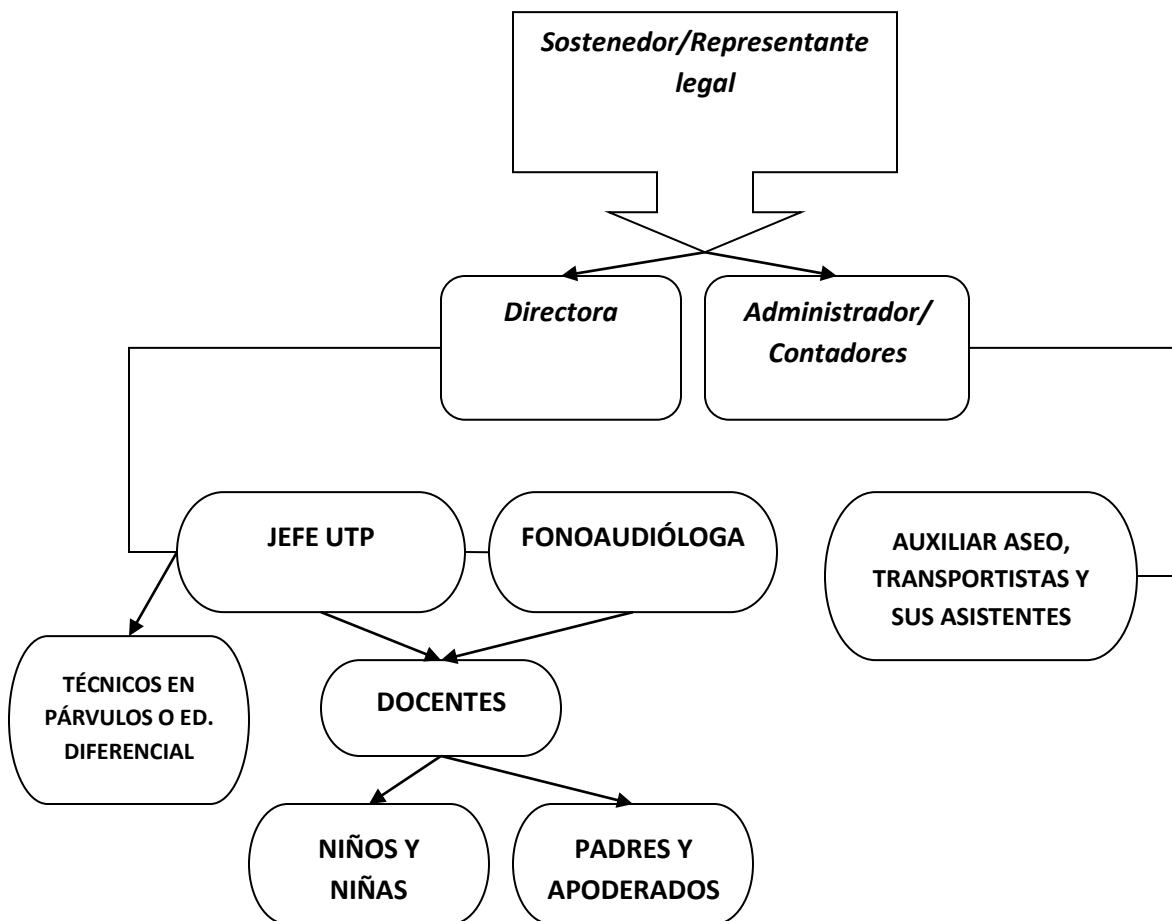 Sostenedor/Representante
legal
Directora
Administrador/
Contadores
JEFE UTP
FONOAUDIÓLOGA
AUXILIAR ASEO,
TRANSPORTISTAS Y
SUS ASISTENTES
TÉCNICOS EN
PÁRVULOS O ED.
DIFERENCIAL
DOCENTES
NIÑOS Y
NIÑAS
PADRES Y
APODERADOS